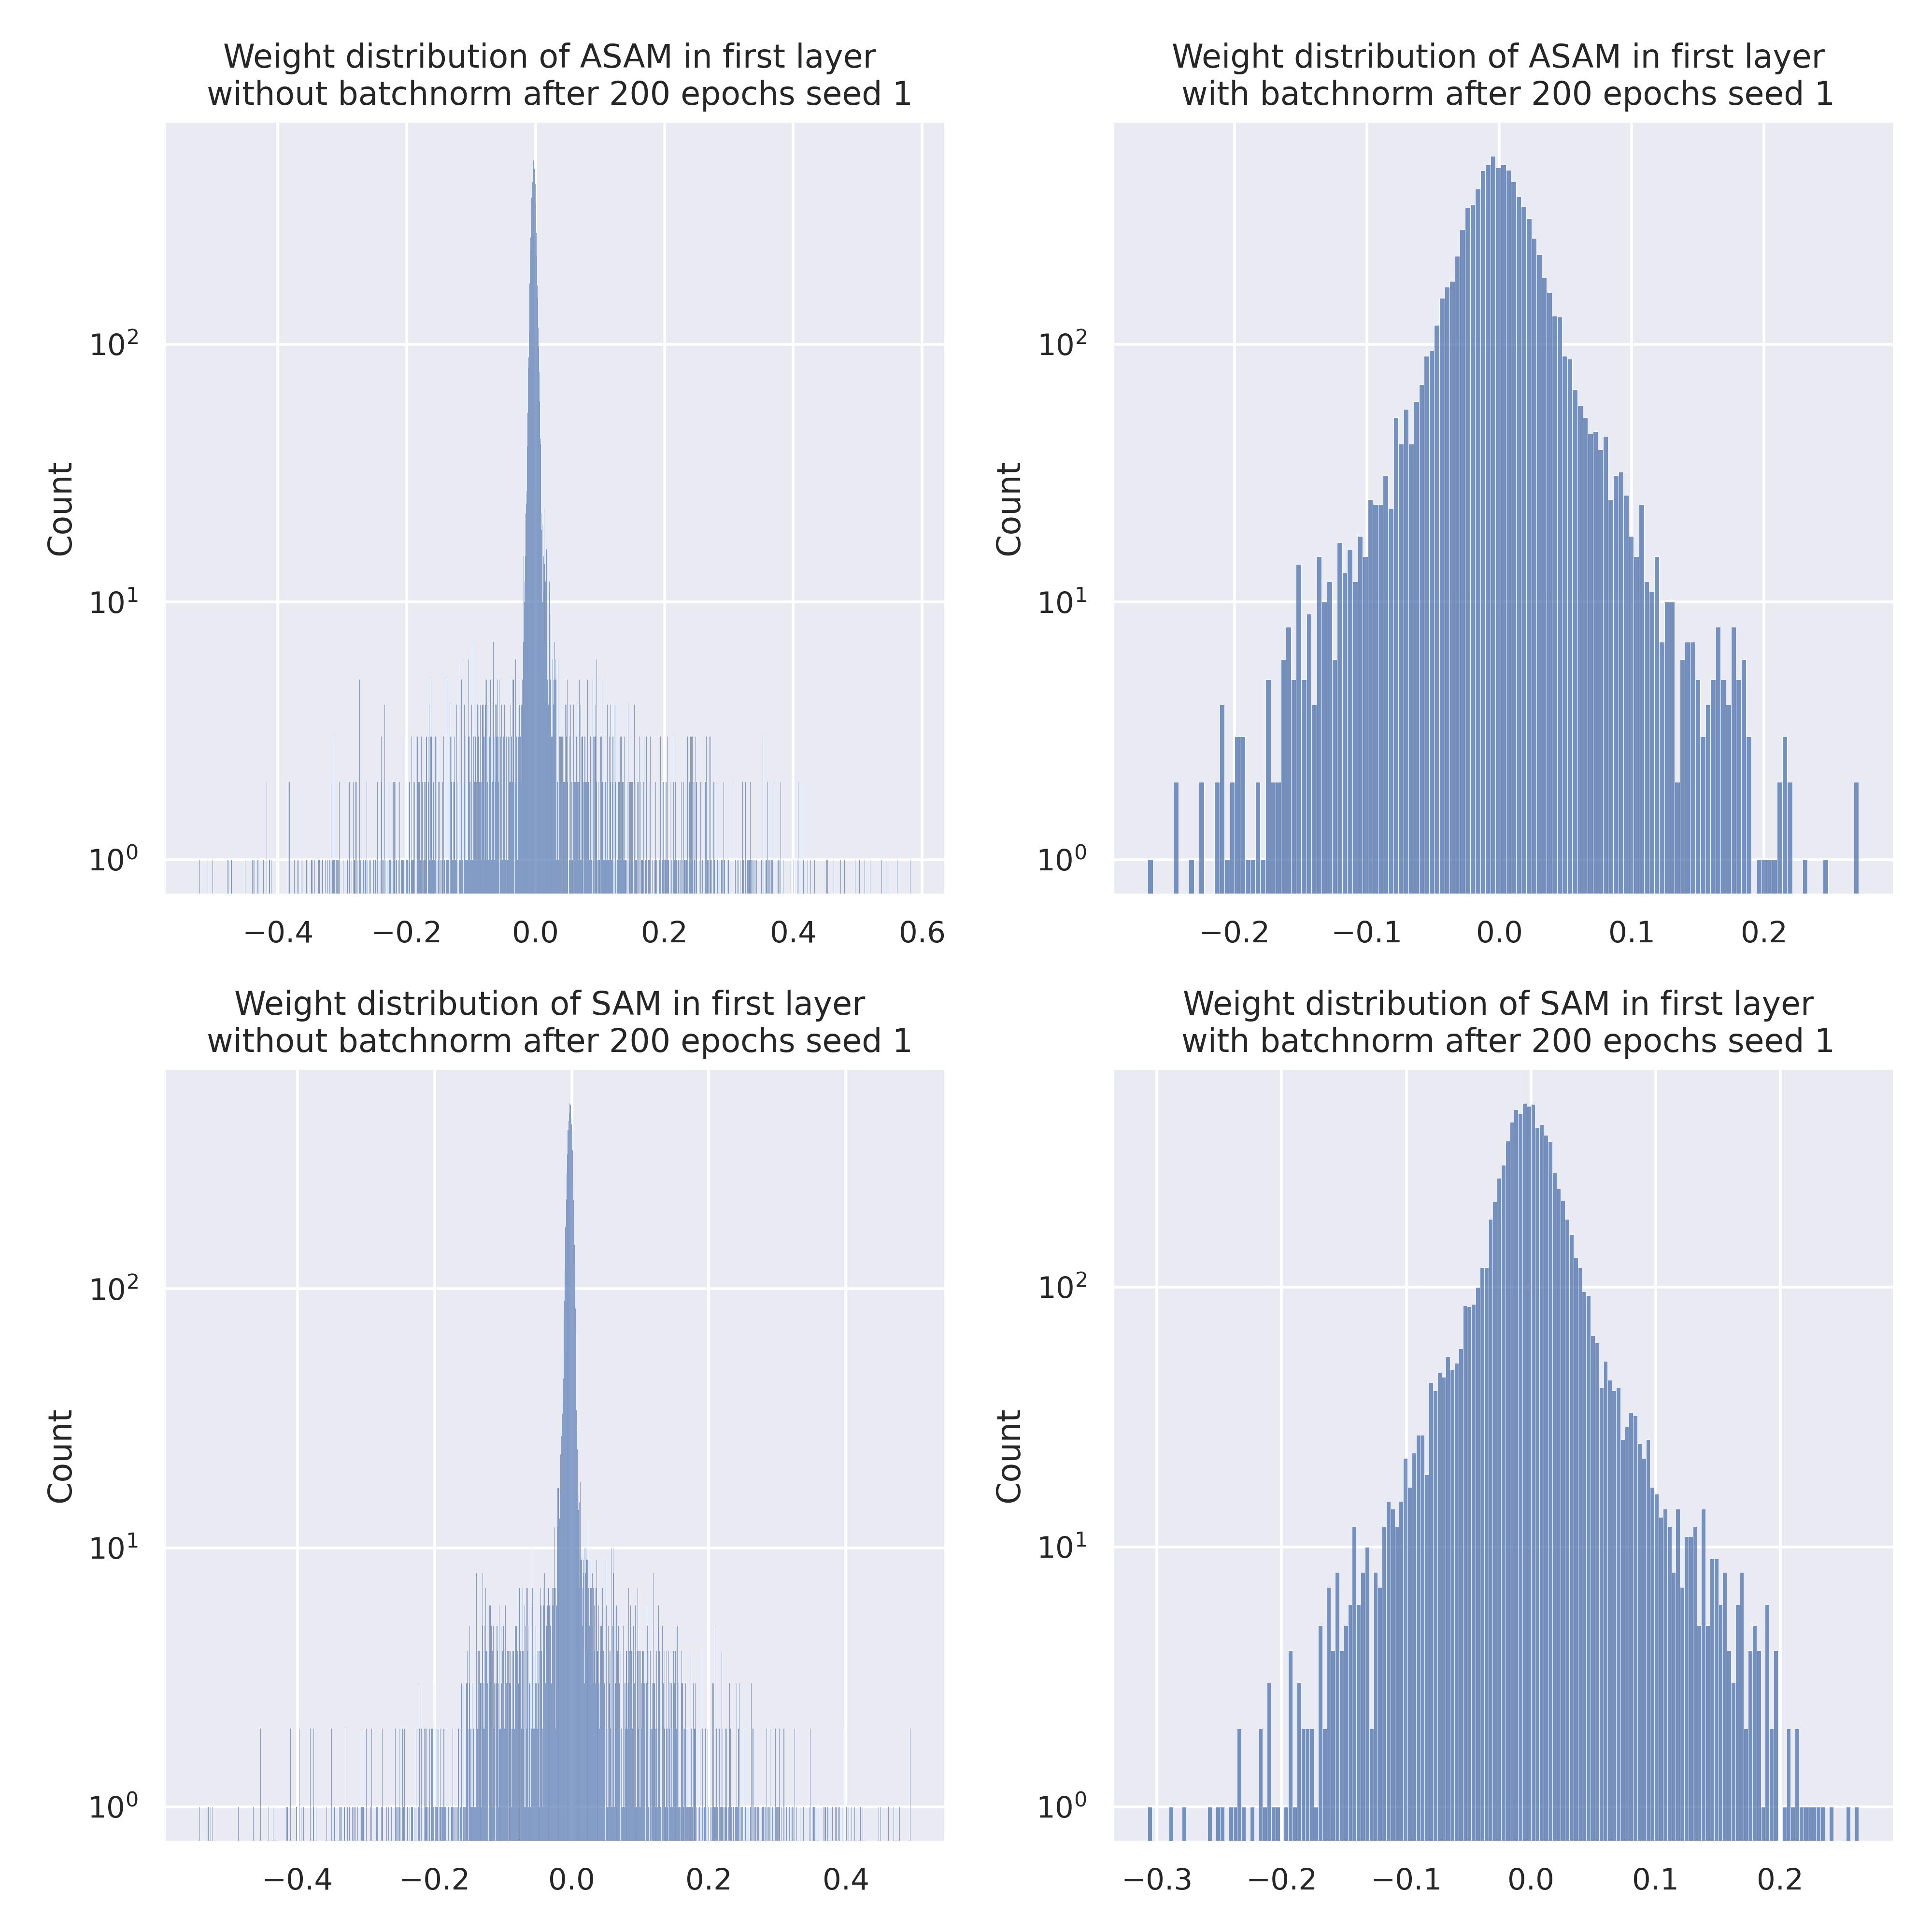 Weight distribution of ASAM in first layer
without batchnorm after 200 epochs seed 1
Count
10²
10¹
10⁰
−0.4 −0.2 0.0 0.2 0.4 0.6
Weight distribution of ASAM in first layer
with batchnorm after 200 epochs seed 1
Count
10²
10¹
10⁰
−0.2 −0.1 0.0 0.1 0.2
Weight distribution of SAM in first layer
without batchnorm after 200 epochs seed 1
Count
10²
10¹
10⁰
−0.4 −0.2 0.0 0.2 0.4
Weight distribution of SAM in first layer
with batchnorm after 200 epochs seed 1
Count
10²
10¹
10⁰
−0.3 −0.2 −0.1 0.0 0.1 0.2